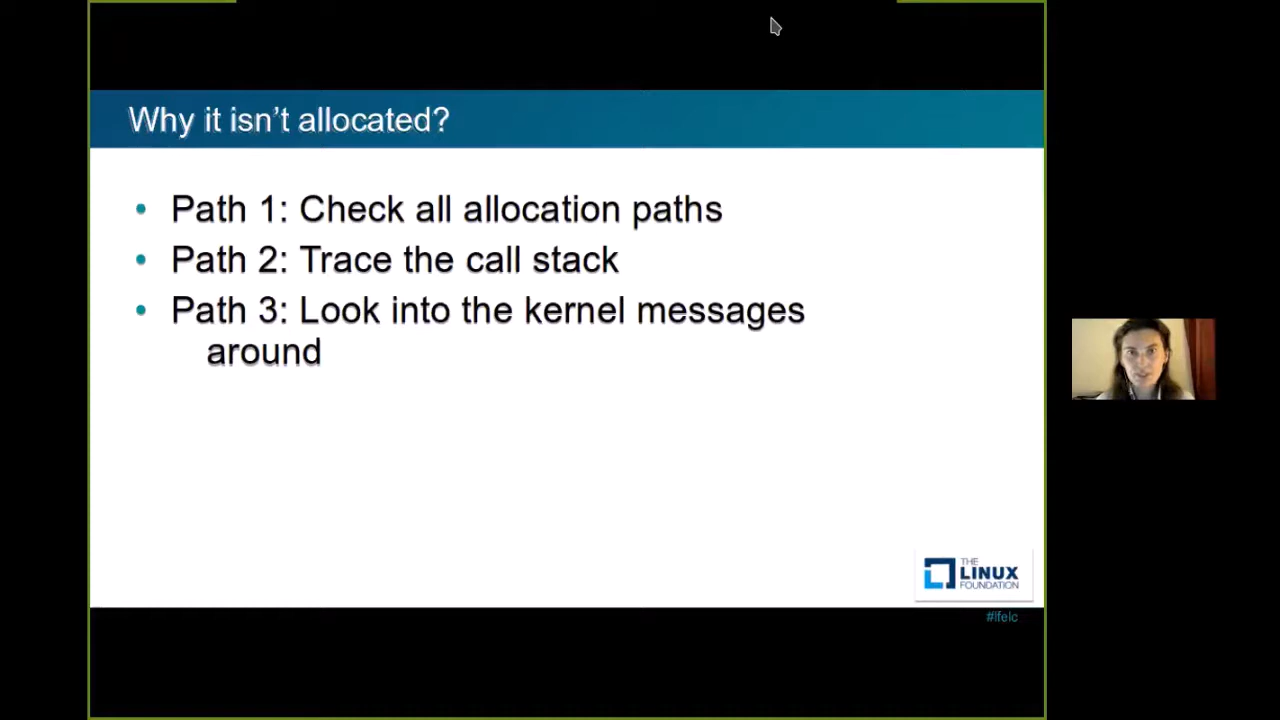 Why it isn't allocated?
• Path 1: Check all allocation paths
• Path 2: Trace the call stack
• Path 3: Look into the kernel messages
around
THE
LINUX
FOUNDATION
#lfelc